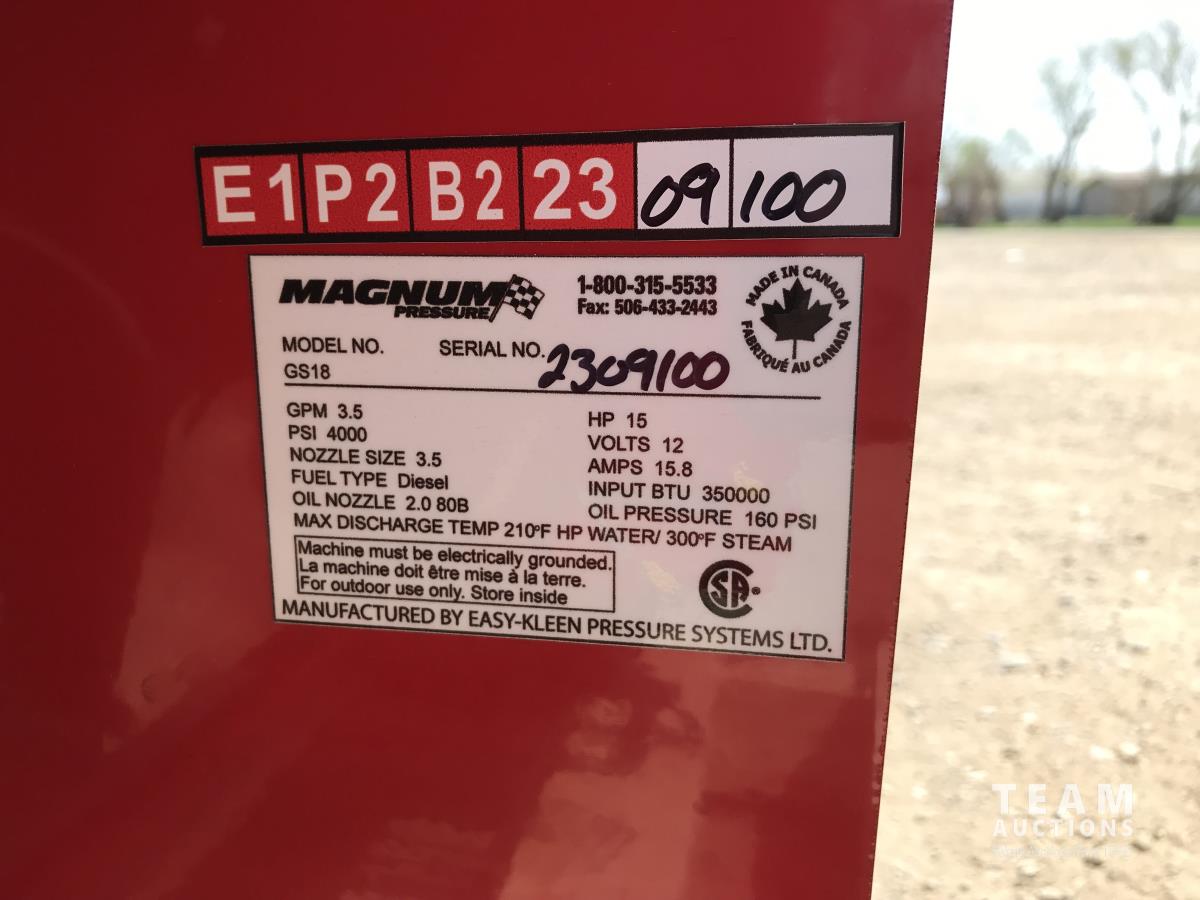 E1 P2 B2 23 09 100
MAGNUM
PRESSURE
1-800-315-5533
Fax: 506-433-2443
MADE IN CANADA
FABRIQUÉ AU CANADA
MODEL NO. SERIAL NO. 2309100
GS18
GPM 3.5 HP 15
PSI 4000 VOLTS 12
NOZZLE SIZE 3.5 AMPS 15.8
FUEL TYPE Diesel INPUT BTU 350000
OIL NOZZLE 2.0 80B OIL PRESSURE 160 PSI
MAX DISCHARGE TEMP 210°F HP WATER/ 300°F STEAM
Machine must be electrically grounded.
La machine doit être mise à la terre.
For outdoor use only. Store inside
SA®
MANUFACTURED BY EASY-KLEEN PRESSURE SYSTEMS LTD.
TEAM
AUCTIONS